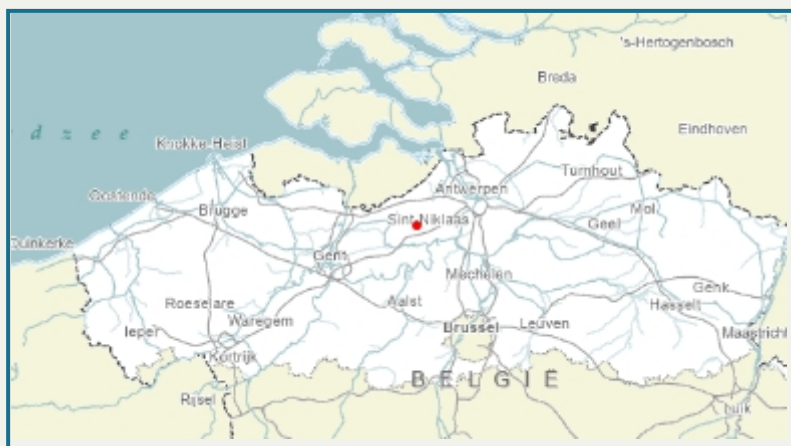 's-Hertogenbosch
Breda
Eindhoven
d z e e
Knokke-Heist
Turnhout
Antwerpen
Oostende
Brugge
Sint-Niklaas
Mol
Geel
Duinkerke
Gent
Mechelen
Genk
Roeselare
Aalst
Hasselt
Ieper
Waregem
Brussel
Leuven
Maastricht
Kortrijk
BELGIË
Rijsel
Luik